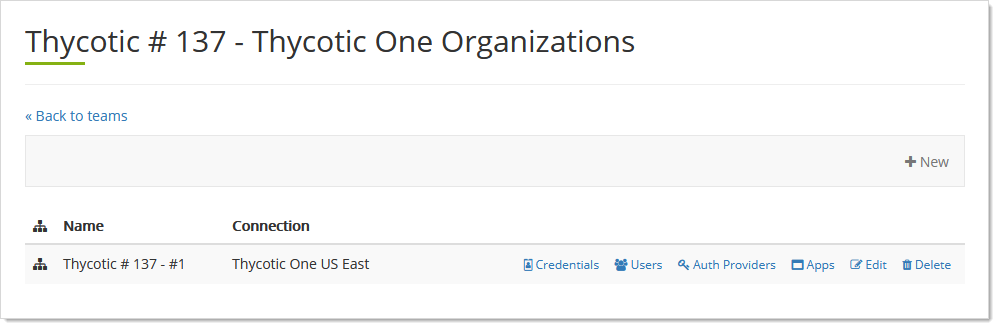 Thycotic # 137 - Thycotic One Organizations
« Back to teams
New
Name Connection
Thycotic # 137 - #1 Thycotic One US East Credentials Users Auth Providers Apps Edit Delete